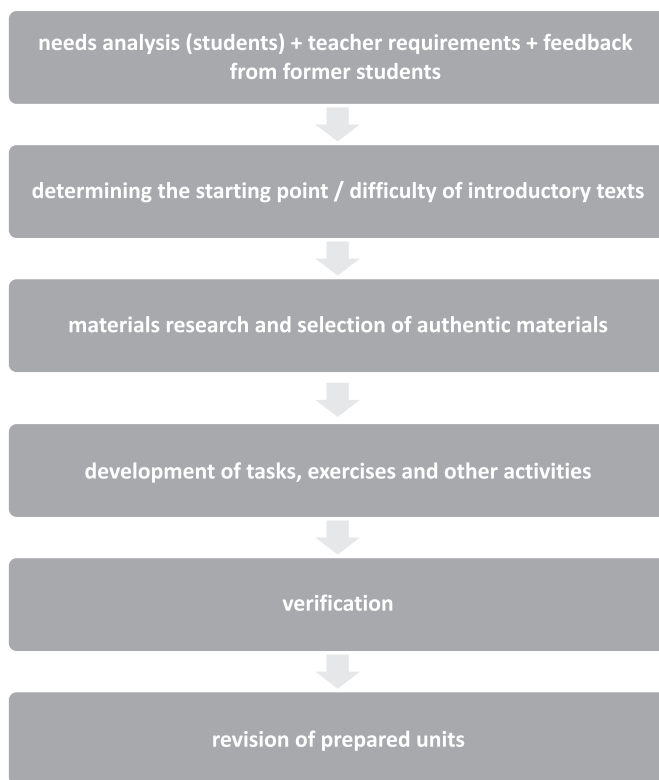 needs analysis (students) + teacher requirements + feedback
from former students
determining the starting point / difficulty of introductory texts
materials research and selection of authentic materials
development of tasks, exercises and other activities
verification
revision of prepared units